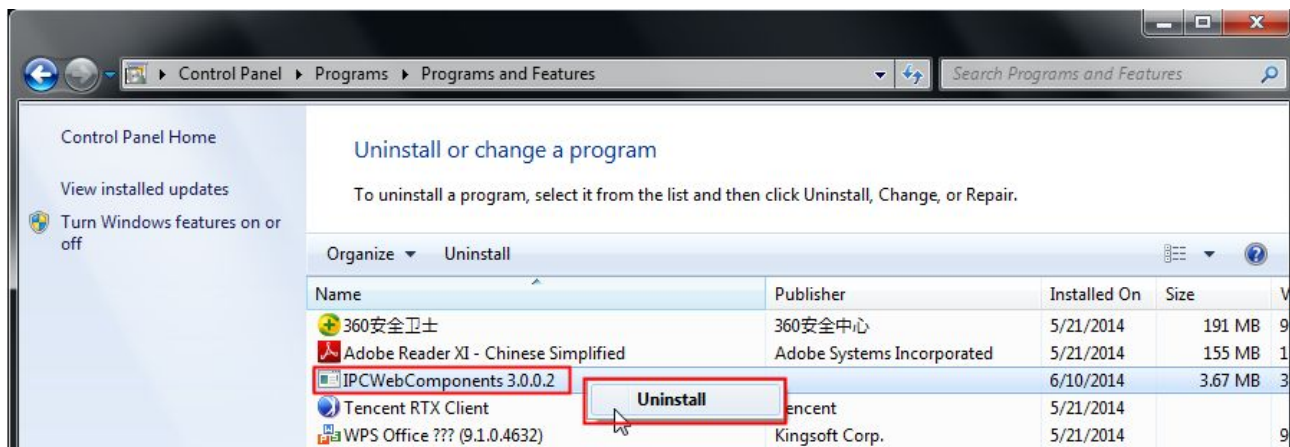 Control Panel ▸ Programs ▸ Programs and Features
Search Programs and Features
Control Panel Home
View installed updates
Turn Windows features on or
off
Uninstall or change a program
To uninstall a program, select it from the list and then click Uninstall, Change, or Repair.
Organize Uninstall
Name Publisher Installed On Size V
360安全卫士 360安全中心 5/21/2014 191 MB 9
Adobe Reader XI - Chinese Simplified Adobe Systems Incorporated 5/21/2014 155 MB 1
IPCWebComponents 3.0.0.2 6/10/2014 3.67 MB 3
Uninstall
Tencent RTX Client encent 5/21/2014
WPS Office ??? (9.1.0.4632) Kingsoft Corp. 5/21/2014 9